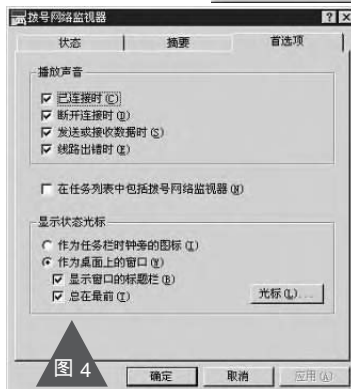 拨号网络监视器
状态 摘要 首选项
播放声音
已连接时(C)
断开连接时(D)
发送或接收数据时(S)
线路出错时(E)
在任务列表中包括拨号网络监视器(N)
显示状态光标
作为任务栏时钟旁的图标(I)
作为桌面上的窗口(W)
显示窗口的标题栏(B)
总在最前(T)
光标(L)...
图 4
确定 取消 应用(A)